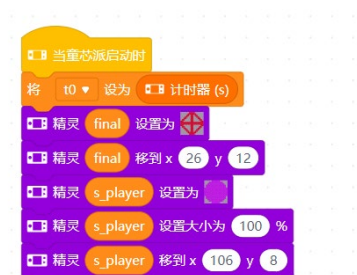 当童芯派启动时
将 t0 设为 计时器 (s)
精灵 final 设置为
精灵 final 移到 x 26 y 12
精灵 s_player 设置为
精灵 s_player 设置大小为 100 %
精灵 s_player 移到 x 106 y 8